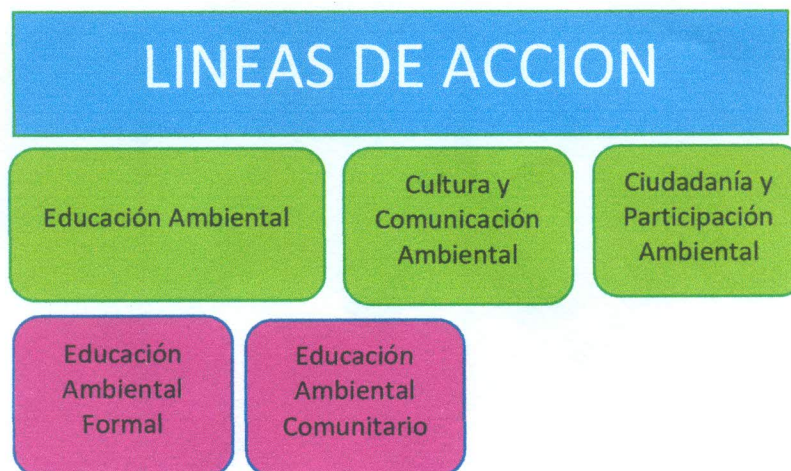 LINEAS DE ACCION
Educación Ambiental
Cultura y
Comunicación
Ambiental
Ciudadanía y
Participación
Ambiental
Educación
Ambiental
Formal
Educación
Ambiental
Comunitario